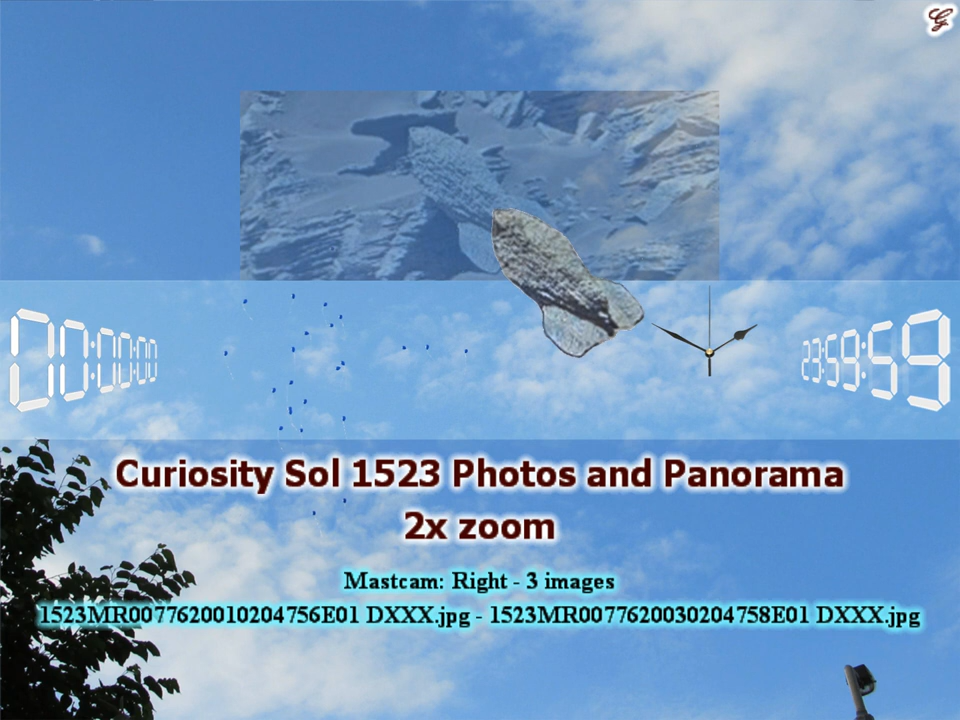 G
00:00:00
23:59:59
Curiosity Sol 1523 Photos and Panorama
2x zoom
Mastcam: Right - 3 images
1523MR0077620010204756E01 DXXX.jpg - 1523MR0077620030204758E01 DXXX.jpg